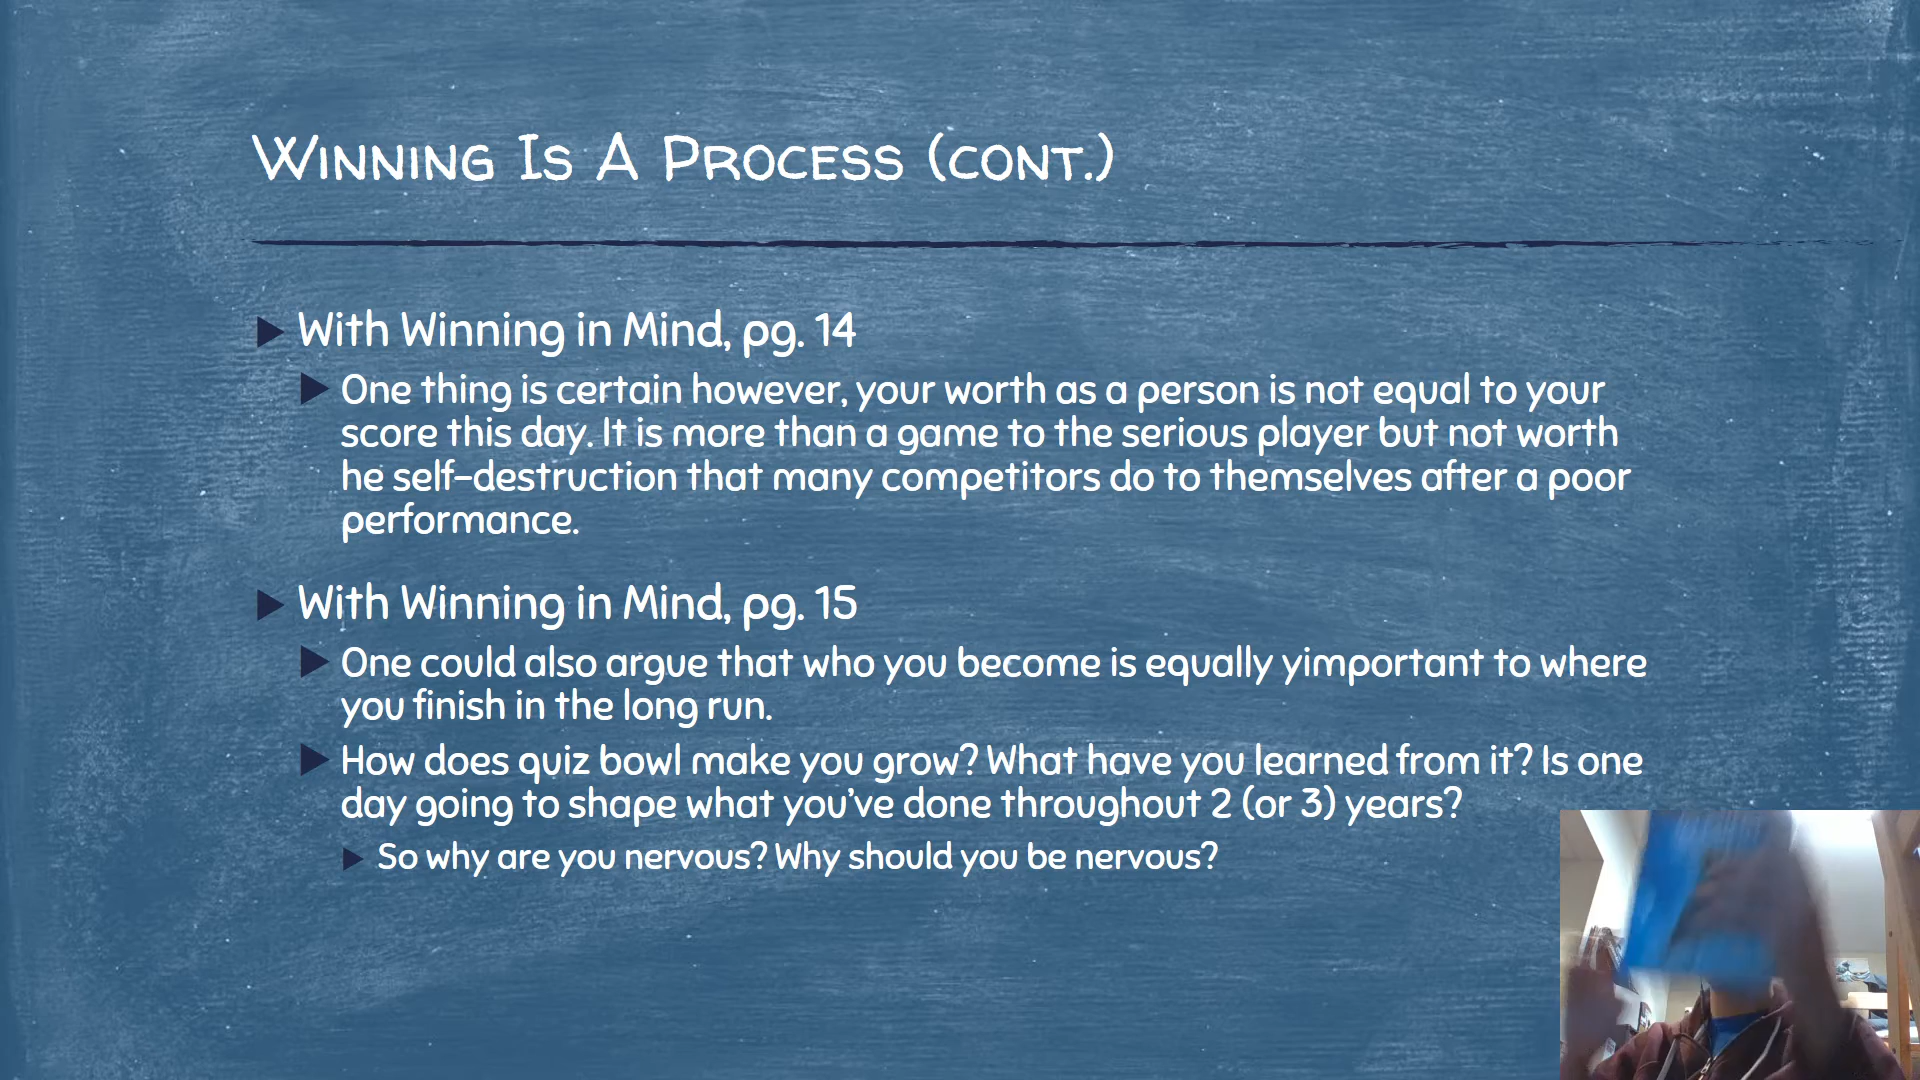 Winning Is A Process (cont.)
With Winning in Mind, pg. 14
One thing is certain however, your worth as a person is not equal to your
score this day. It is more than a game to the serious player but not worth
he self-destruction that many competitors do to themselves after a poor
performance.
With Winning in Mind, pg. 15
One could also argue that who you become is equally yimportant to where
you finish in the long run.
How does quiz bowl make you grow? What have you learned from it? Is one
day going to shape what you've done throughout 2 (or 3) years?
So why are you nervous? Why should you be nervous?